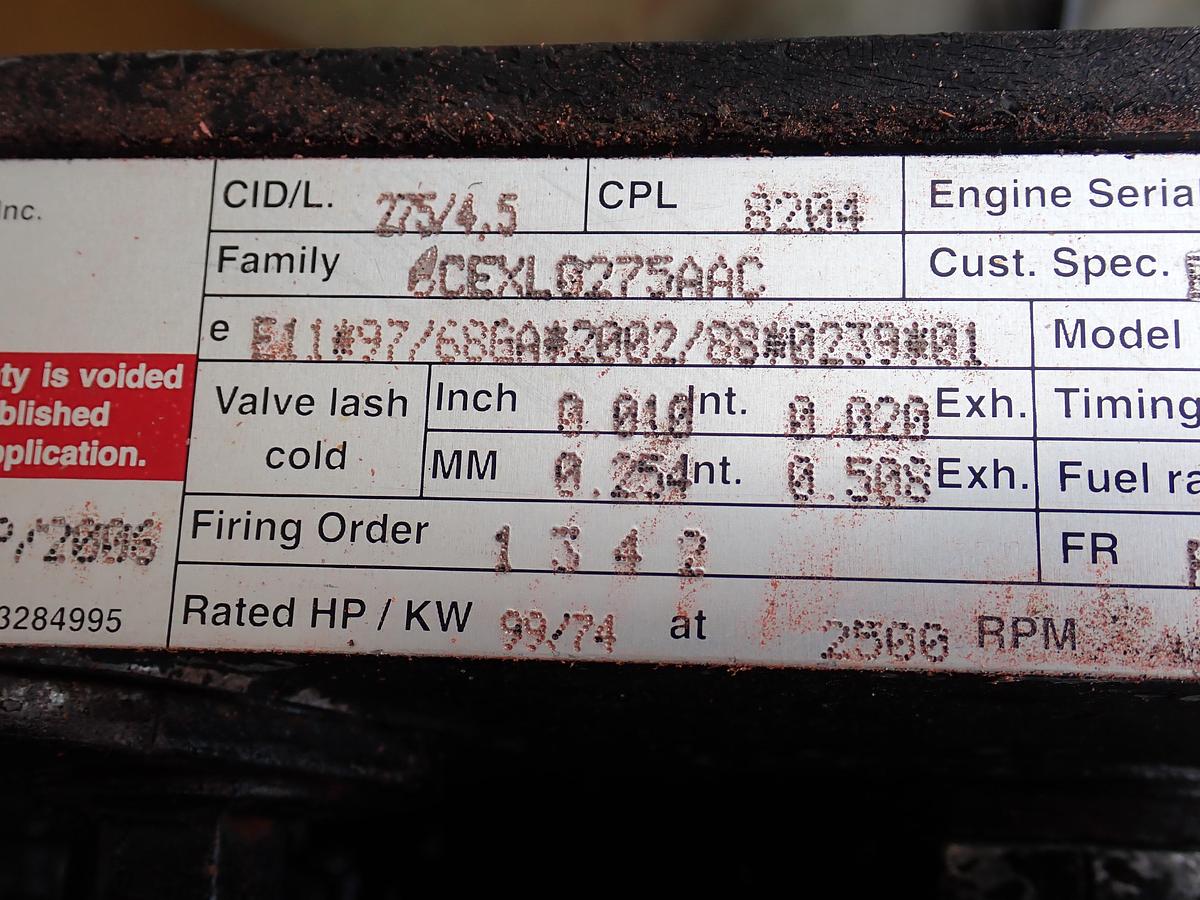 Inc.
CID/L. 275/4.5 CPL 8204 Engine Serial
Family 6CEXL0275AAC Cust. Spec.
e E11#97/68GA*2002/88#0239#01 Model
ty is voided
blished
pplication.
Valve lash cold
Inch 0.010 Int. 0.020 Exh. Timing
MM 0.254 Int. 0.508 Exh. Fuel ra
P/2006
Firing Order 1 3 4 2 FR
3284995
Rated HP / KW 99/74 at 2500 RPM